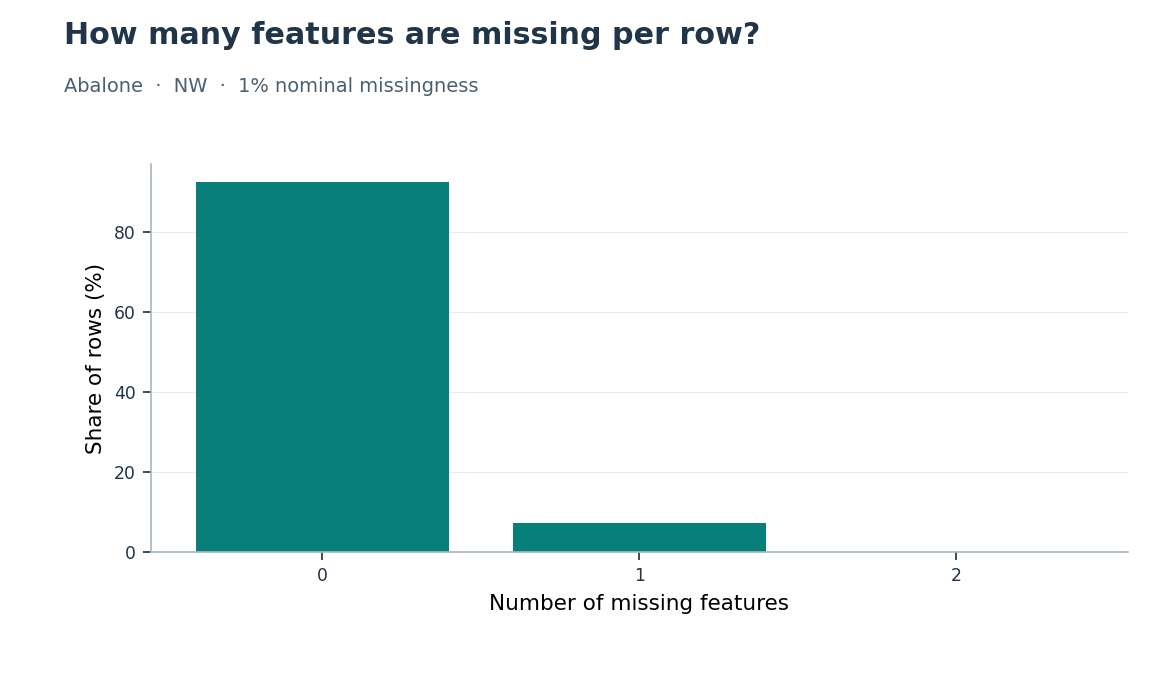 How many features are missing per row?
Abalone · NW · 1% nominal missingness
80
60
40
20
0
Share of rows (%)
0 1 2
Number of missing features